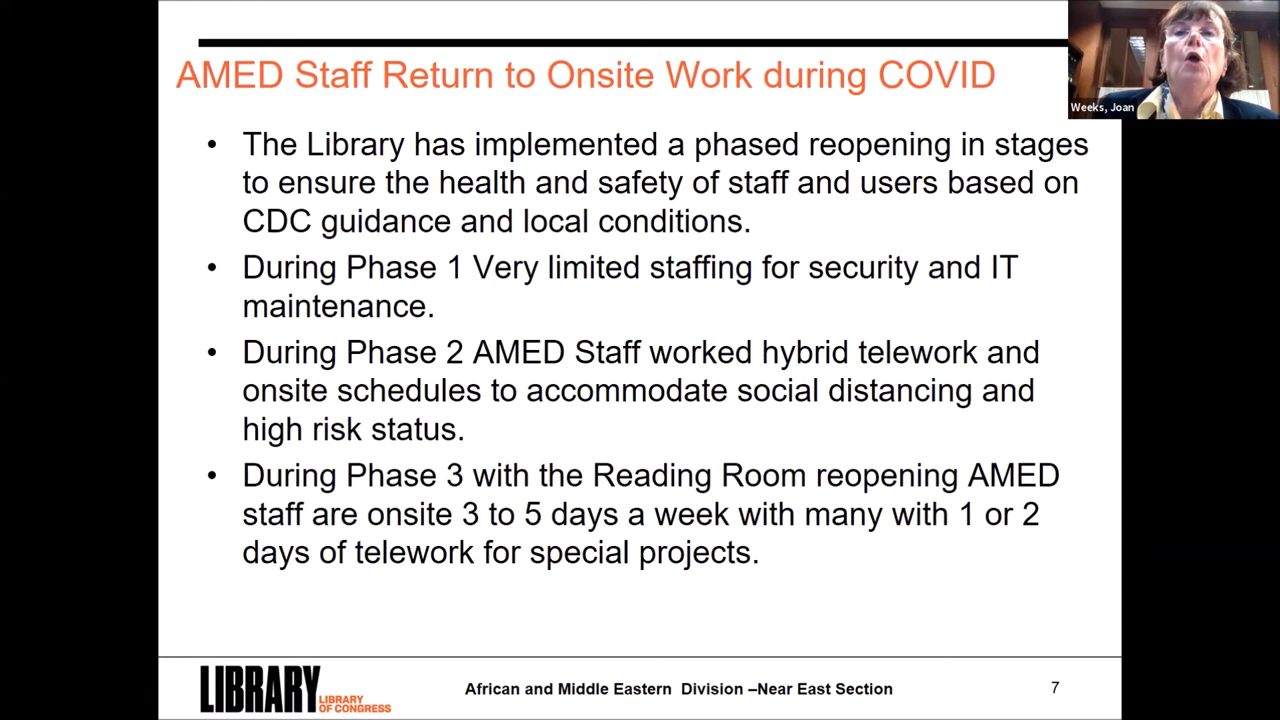 AMED Staff Return to Onsite Work during COVID
Weeks, Joan
• The Library has implemented a phased reopening in stages
to ensure the health and safety of staff and users based on
CDC guidance and local conditions.
• During Phase 1 Very limited staffing for security and IT
maintenance.
• During Phase 2 AMED Staff worked hybrid telework and
onsite schedules to accommodate social distancing and
high risk status.
• During Phase 3 with the Reading Room reopening AMED
staff are onsite 3 to 5 days a week with many with 1 or 2
days of telework for special projects.
LIBRARY
LIBRARY
OF CONGRESS
African and Middle Eastern Division –Near East Section
7